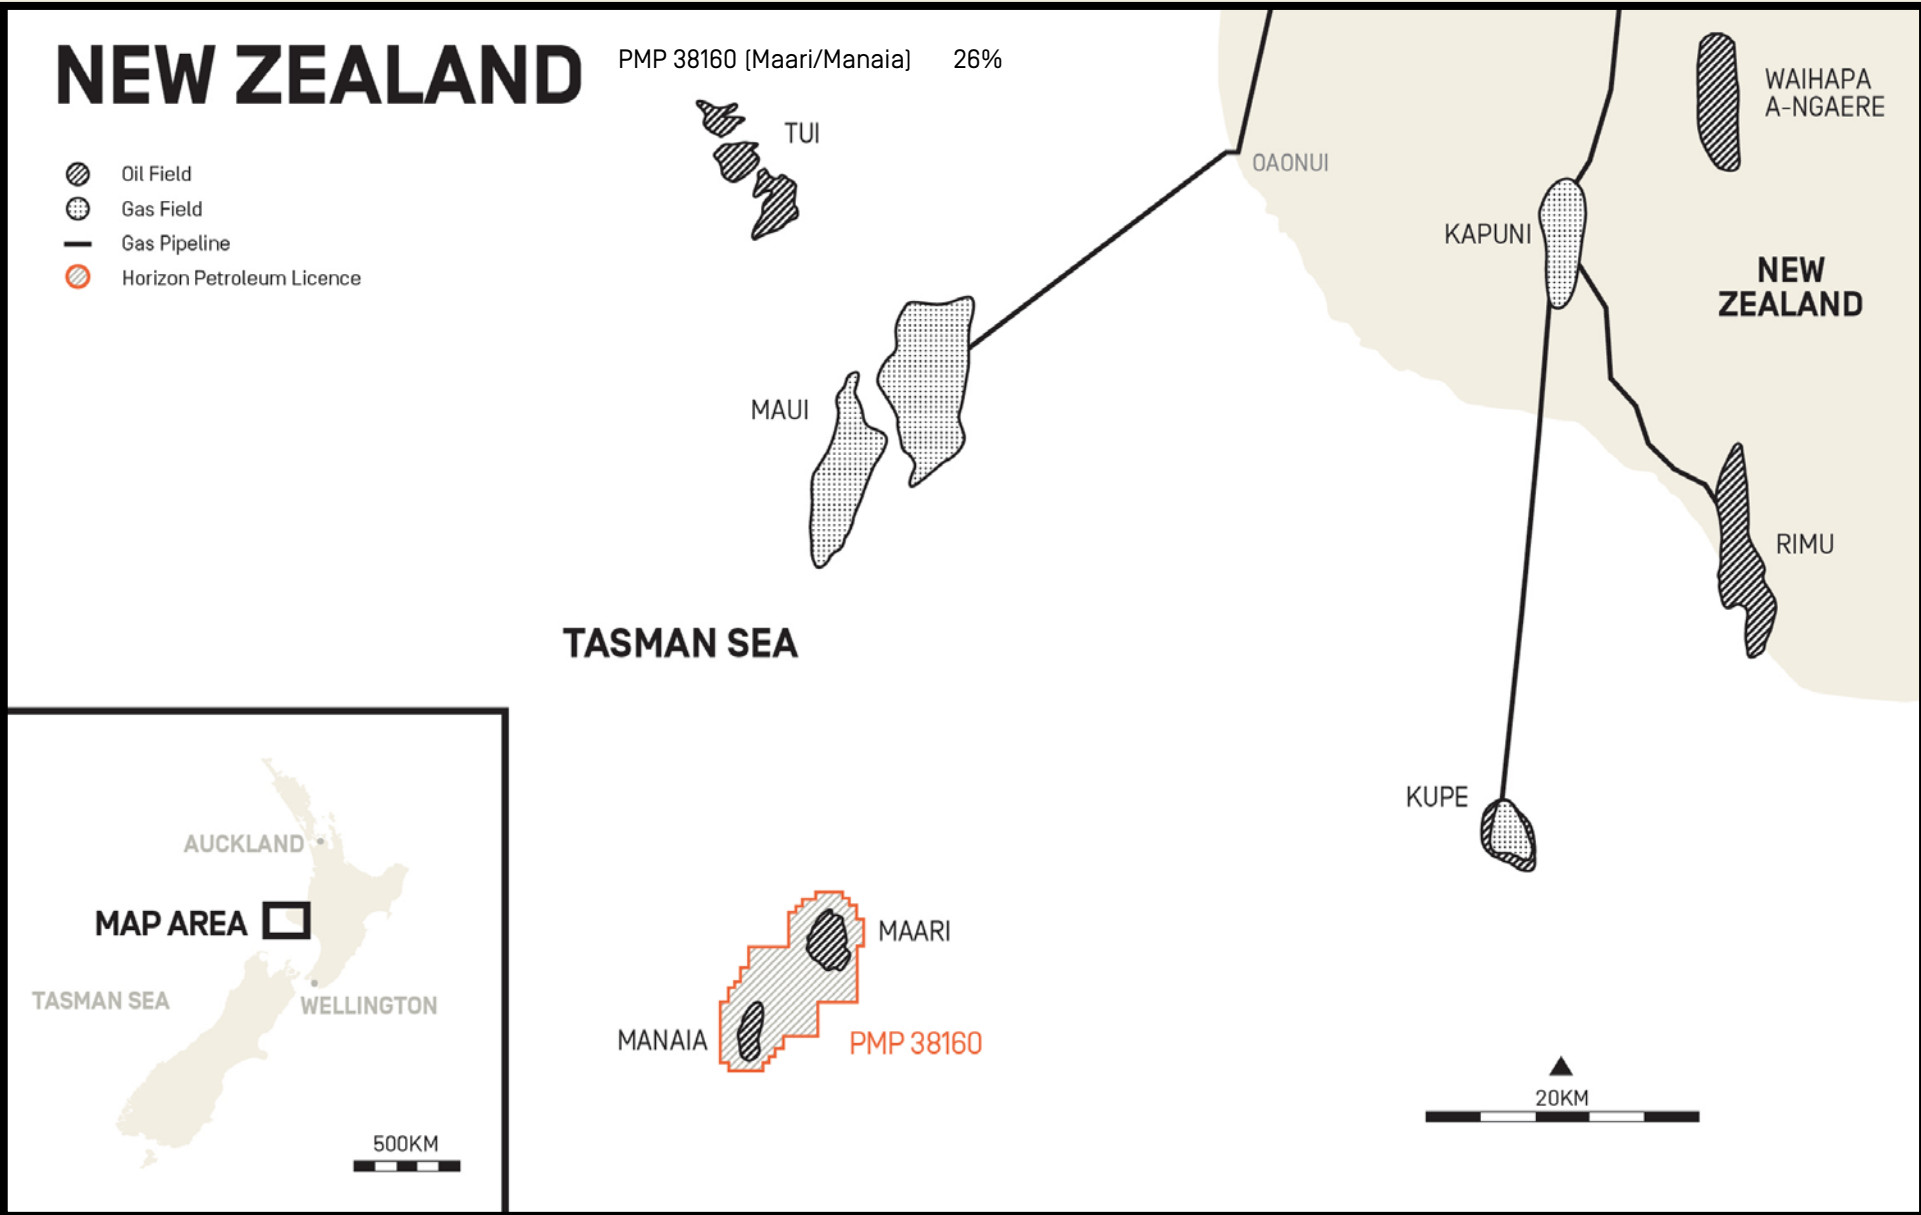 NEW ZEALAND
PMP 38160 (Maari/Manaia) 26%
Oil Field
Gas Field
Gas Pipeline
Horizon Petroleum Licence
TUI
OAONUI
WAIHAPA
A-NGAERE
KAPUNI
NEW
ZEALAND
MAUI
RIMU
TASMAN SEA
KUPE
MAARI
MANAIA
PMP 38160
20KM
AUCKLAND
MAP AREA
TASMAN SEA
WELLINGTON
500KM